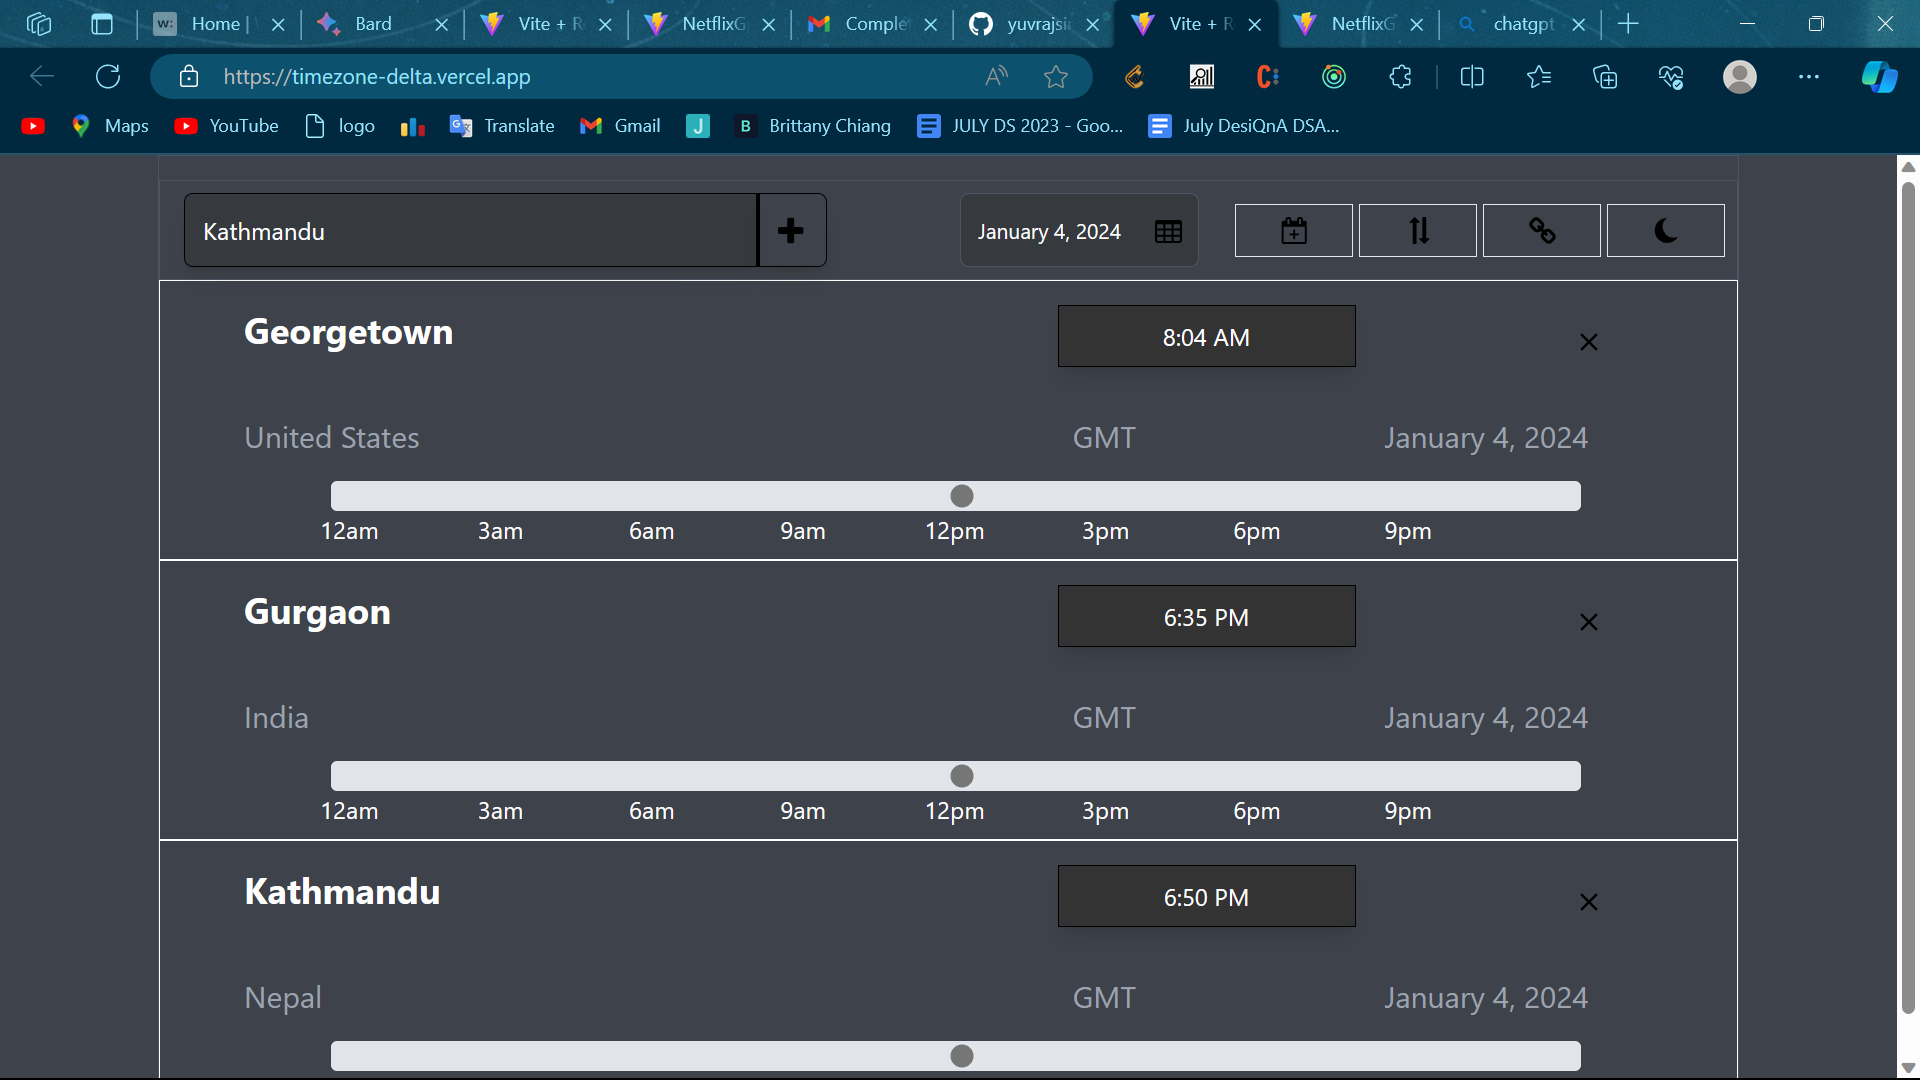 Home |
Bard
Vite + R
NetflixG
Comple
yuvrajsi
Vite + R
NetflixG
chatgpt
https://timezone-delta.vercel.app
Maps
YouTube
logo
Translate
Gmail
Brittany Chiang
JULY DS 2023 - Goo...
July DesiQnA DSA...
Kathmandu
January 4, 2024
Georgetown
8:04 AM
United States
GMT
January 4, 2024
12am 3am 6am 9am 12pm 3pm 6pm 9pm
Gurgaon
6:35 PM
India
GMT
January 4, 2024
12am 3am 6am 9am 12pm 3pm 6pm 9pm
Kathmandu
6:50 PM
Nepal
GMT
January 4, 2024